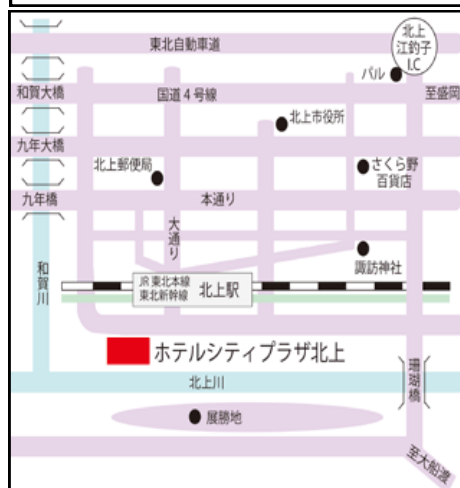 東北自動車道
北上
江釣子
I.C
パル
和賀大橋
国道4号線
至盛岡
北上市役所
九年大橋
北上郵便局
さくら野
百貨店
九年橋
本通り
大通り
和賀川
諏訪神社
JR東北本線
東北新幹線
北上駅
ホテルシティプラザ北上
珊瑚橋
北上川
展勝地
至大船渡